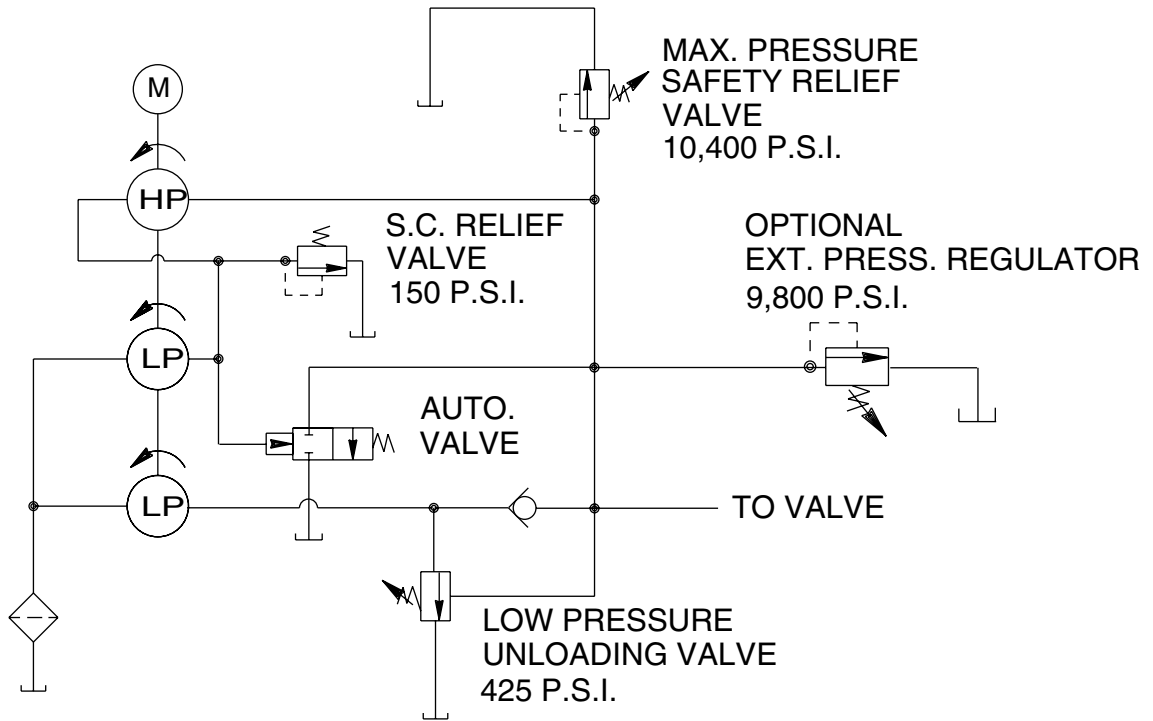 MAX. PRESSURE
SAFETY RELIEF
VALVE
10,400 P.S.I.
M
HP
S.C. RELIEF
VALVE
150 P.S.I.
OPTIONAL
EXT. PRESS. REGULATOR
9,800 P.S.I.
LP
AUTO.
VALVE
LP
TO VALVE
LOW PRESSURE
UNLOADING VALVE
425 P.S.I.